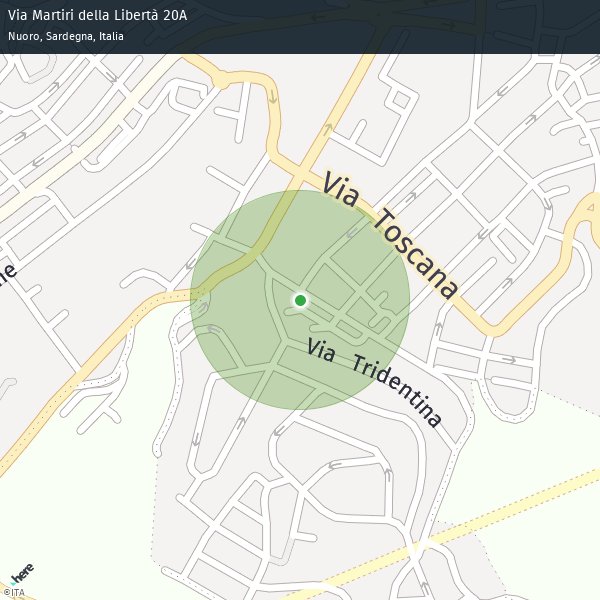 Via Martiri della Libertà 20A
Nuoro, Sardegna, Italia
Via Toscana
ne
Via Tridentina
here
©ITA